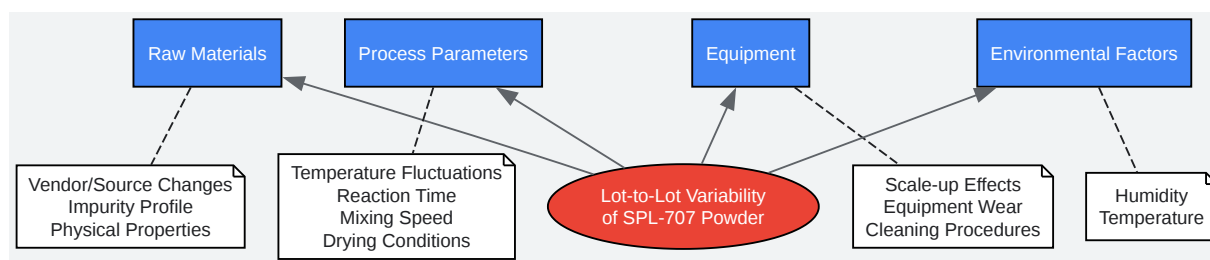 Raw Materials
Process Parameters
Equipment
Environmental Factors
Vendor/Source Changes
Impurity Profile
Physical Properties
Temperature Fluctuations
Reaction Time
Mixing Speed
Drying Conditions
Lot-to-Lot Variability
of SPL-707 Powder
Scale-up Effects
Equipment Wear
Cleaning Procedures
Humidity
Temperature